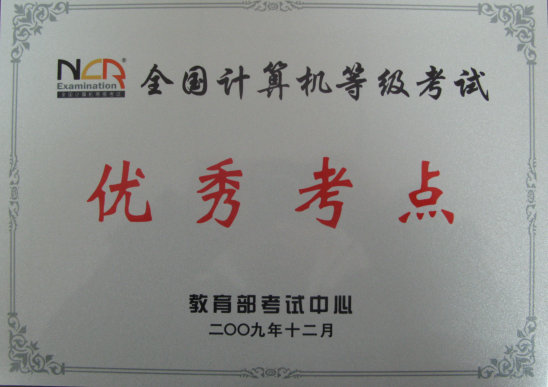 NCR 全国计算机等级考试
Examination
优秀考点
教育部考试中心
二〇〇九年十二月